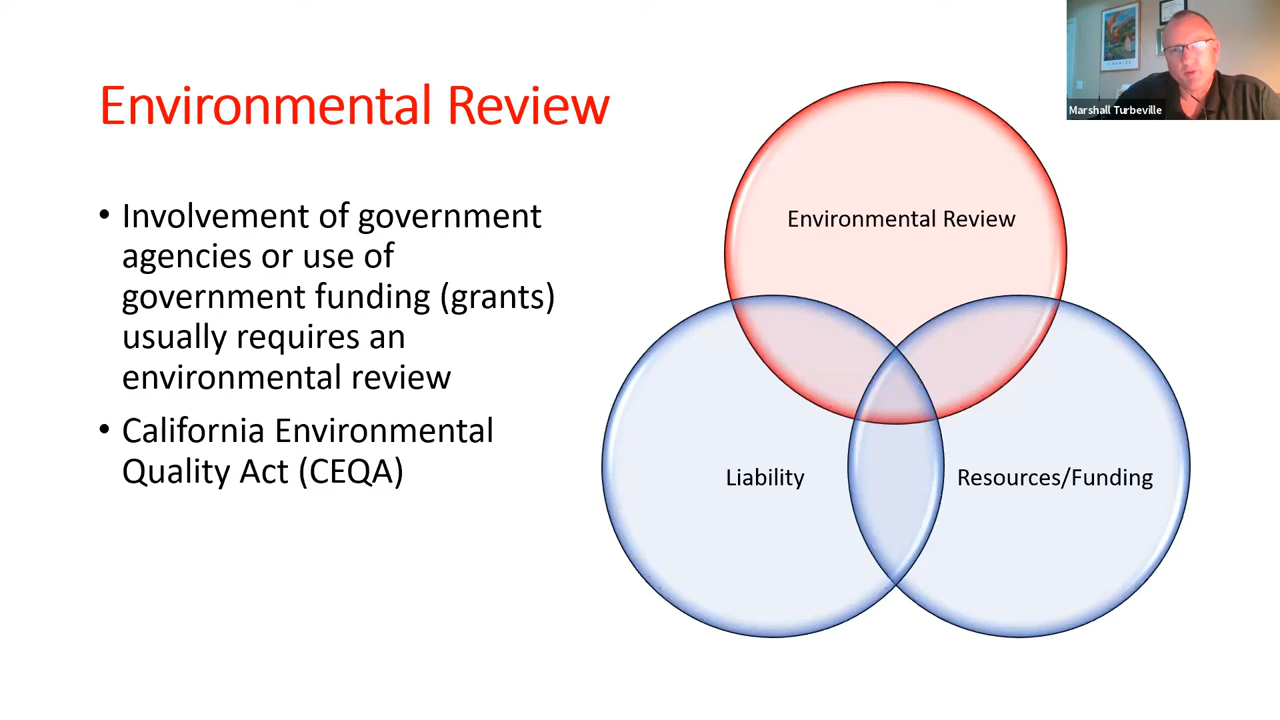 Environmental Review
• Involvement of government
agencies or use of
government funding (grants)
usually requires an
environmental review
• California Environmental
Quality Act (CEQA)
Environmental Review
Liability
Resources/Funding
Marshall Turbeville